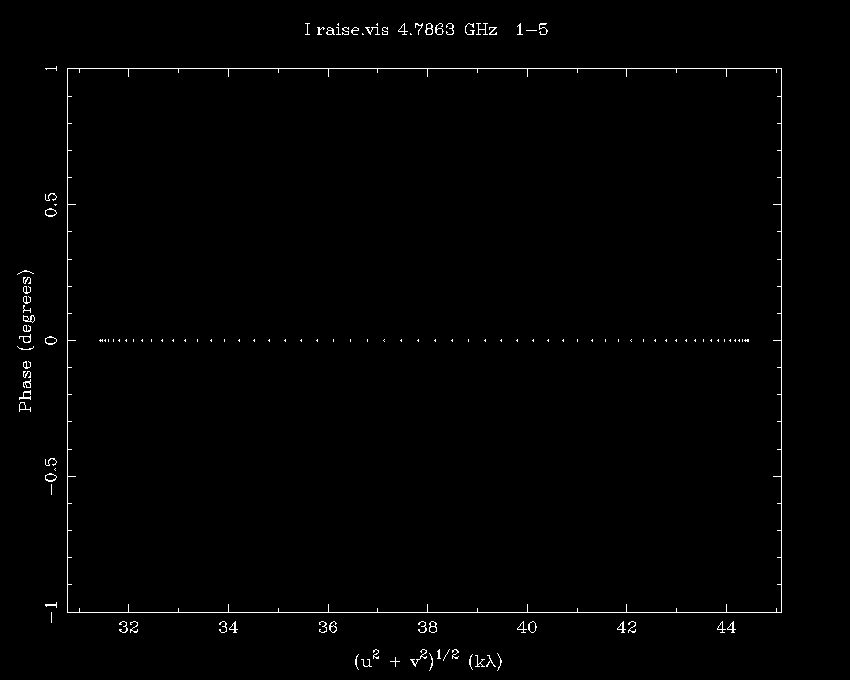 I raise.vis 4.7863 GHz 1−5
1
0.5
0
−0.5
−1
Phase (degrees)
32 34 36 38 40 42 44
(u² + v²)^1/2 (kλ)